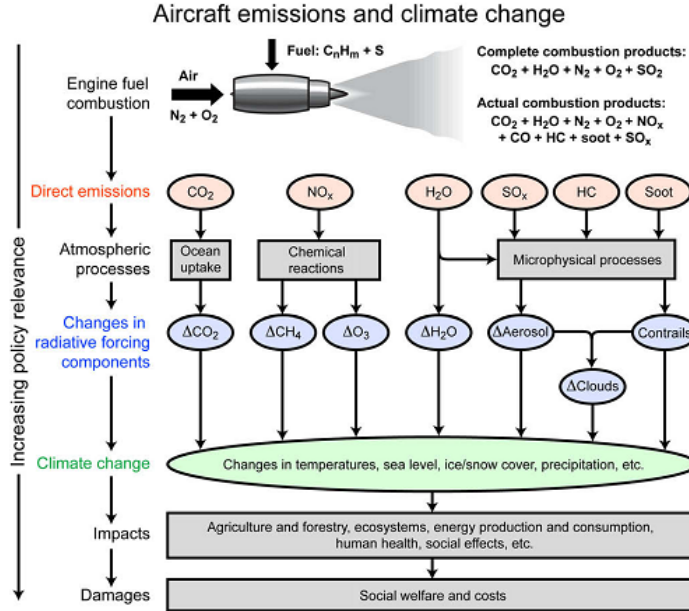 Aircraft emissions and climate change
Fuel: CₙHₘ + S
Complete combustion products:
CO₂ + H₂O + N₂ + O₂ + SO₂
Engine fuel
combustion
Air
N₂ + O₂
Actual combustion products:
CO₂ + H₂O + N₂ + O₂ + NOₓ
+ CO + HC + soot + SOₓ
Increasing policy relevance
Direct emissions
CO₂
NOₓ
H₂O
SOₓ
HC
Soot
Atmospheric
processes
Ocean
uptake
Chemical
reactions
Microphysical processes
Changes in
radiative forcing
components
ΔCO₂
ΔCH₄
ΔO₃
ΔH₂O
ΔAerosol
Contrails
ΔClouds
Climate change
Changes in temperatures, sea level, ice/snow cover, precipitation, etc.
Impacts
Agriculture and forestry, ecosystems, energy production and consumption,
human health, social effects, etc.
Damages
Social welfare and costs